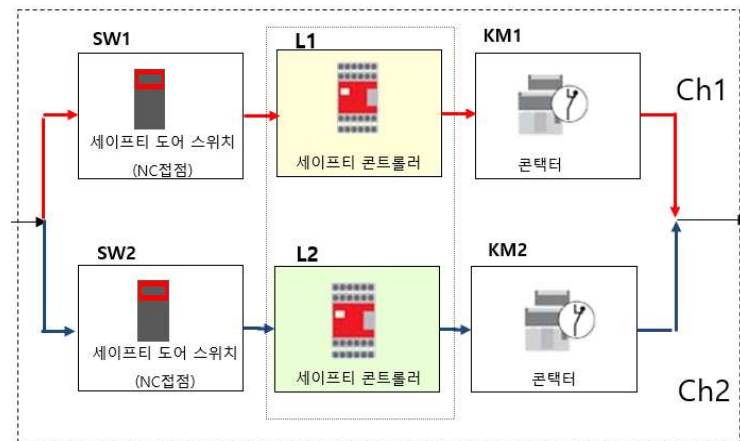 SW1
L1
KM1
세이프티 도어 스위치
(NC접점)
세이프티 콘트롤러
콘택터
Ch1
SW2
L2
KM2
세이프티 도어 스위치
(NC접점)
세이프티 콘트롤러
콘택터
Ch2